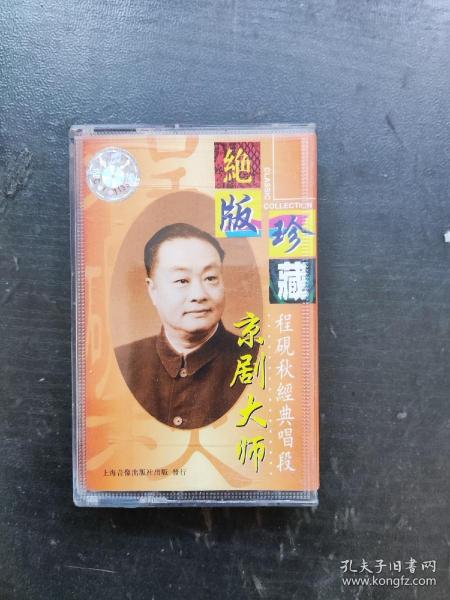 絶版
珍藏
CLASSIC
COLLECTION
京剧大师
程硯秋經典唱段
上海音像出版社出版 發行
孔夫子旧书网
www.kongfz.com